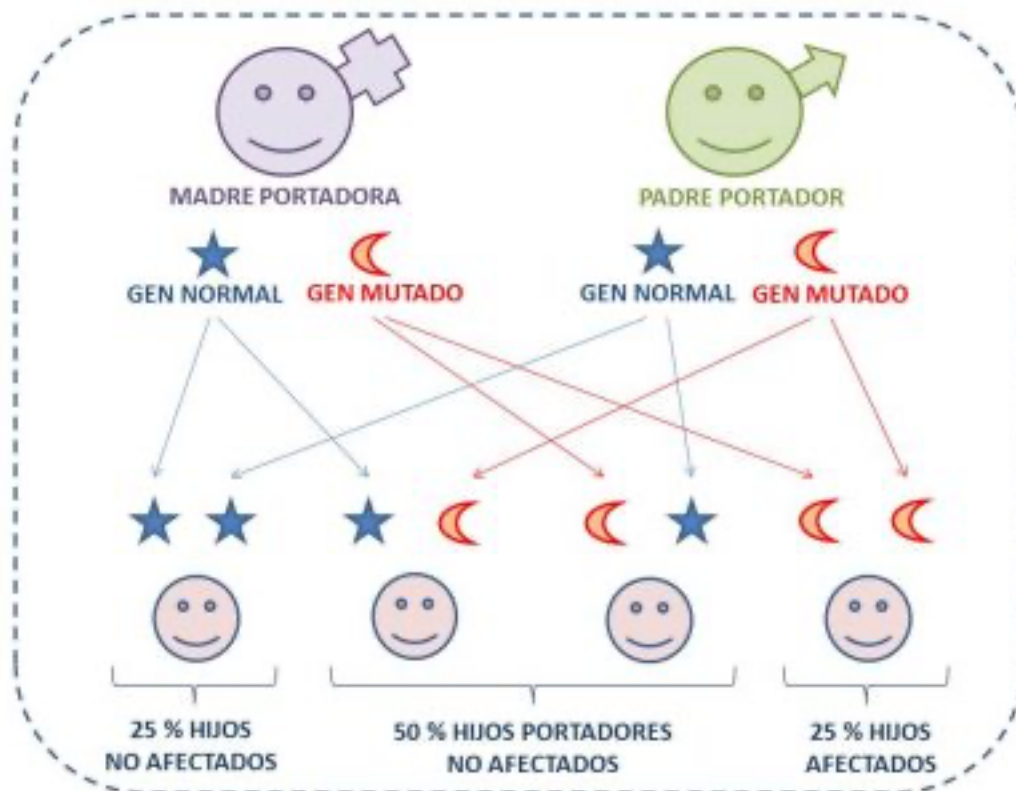 MADRE PORTADORA
PADRE PORTADOR
GEN NORMAL
GEN MUTADO
GEN NORMAL
GEN MUTADO
25 % HIJOS
NO AFECTADOS
50 % HIJOS PORTADORES
NO AFECTADOS
25 % HIJOS
AFECTADOS